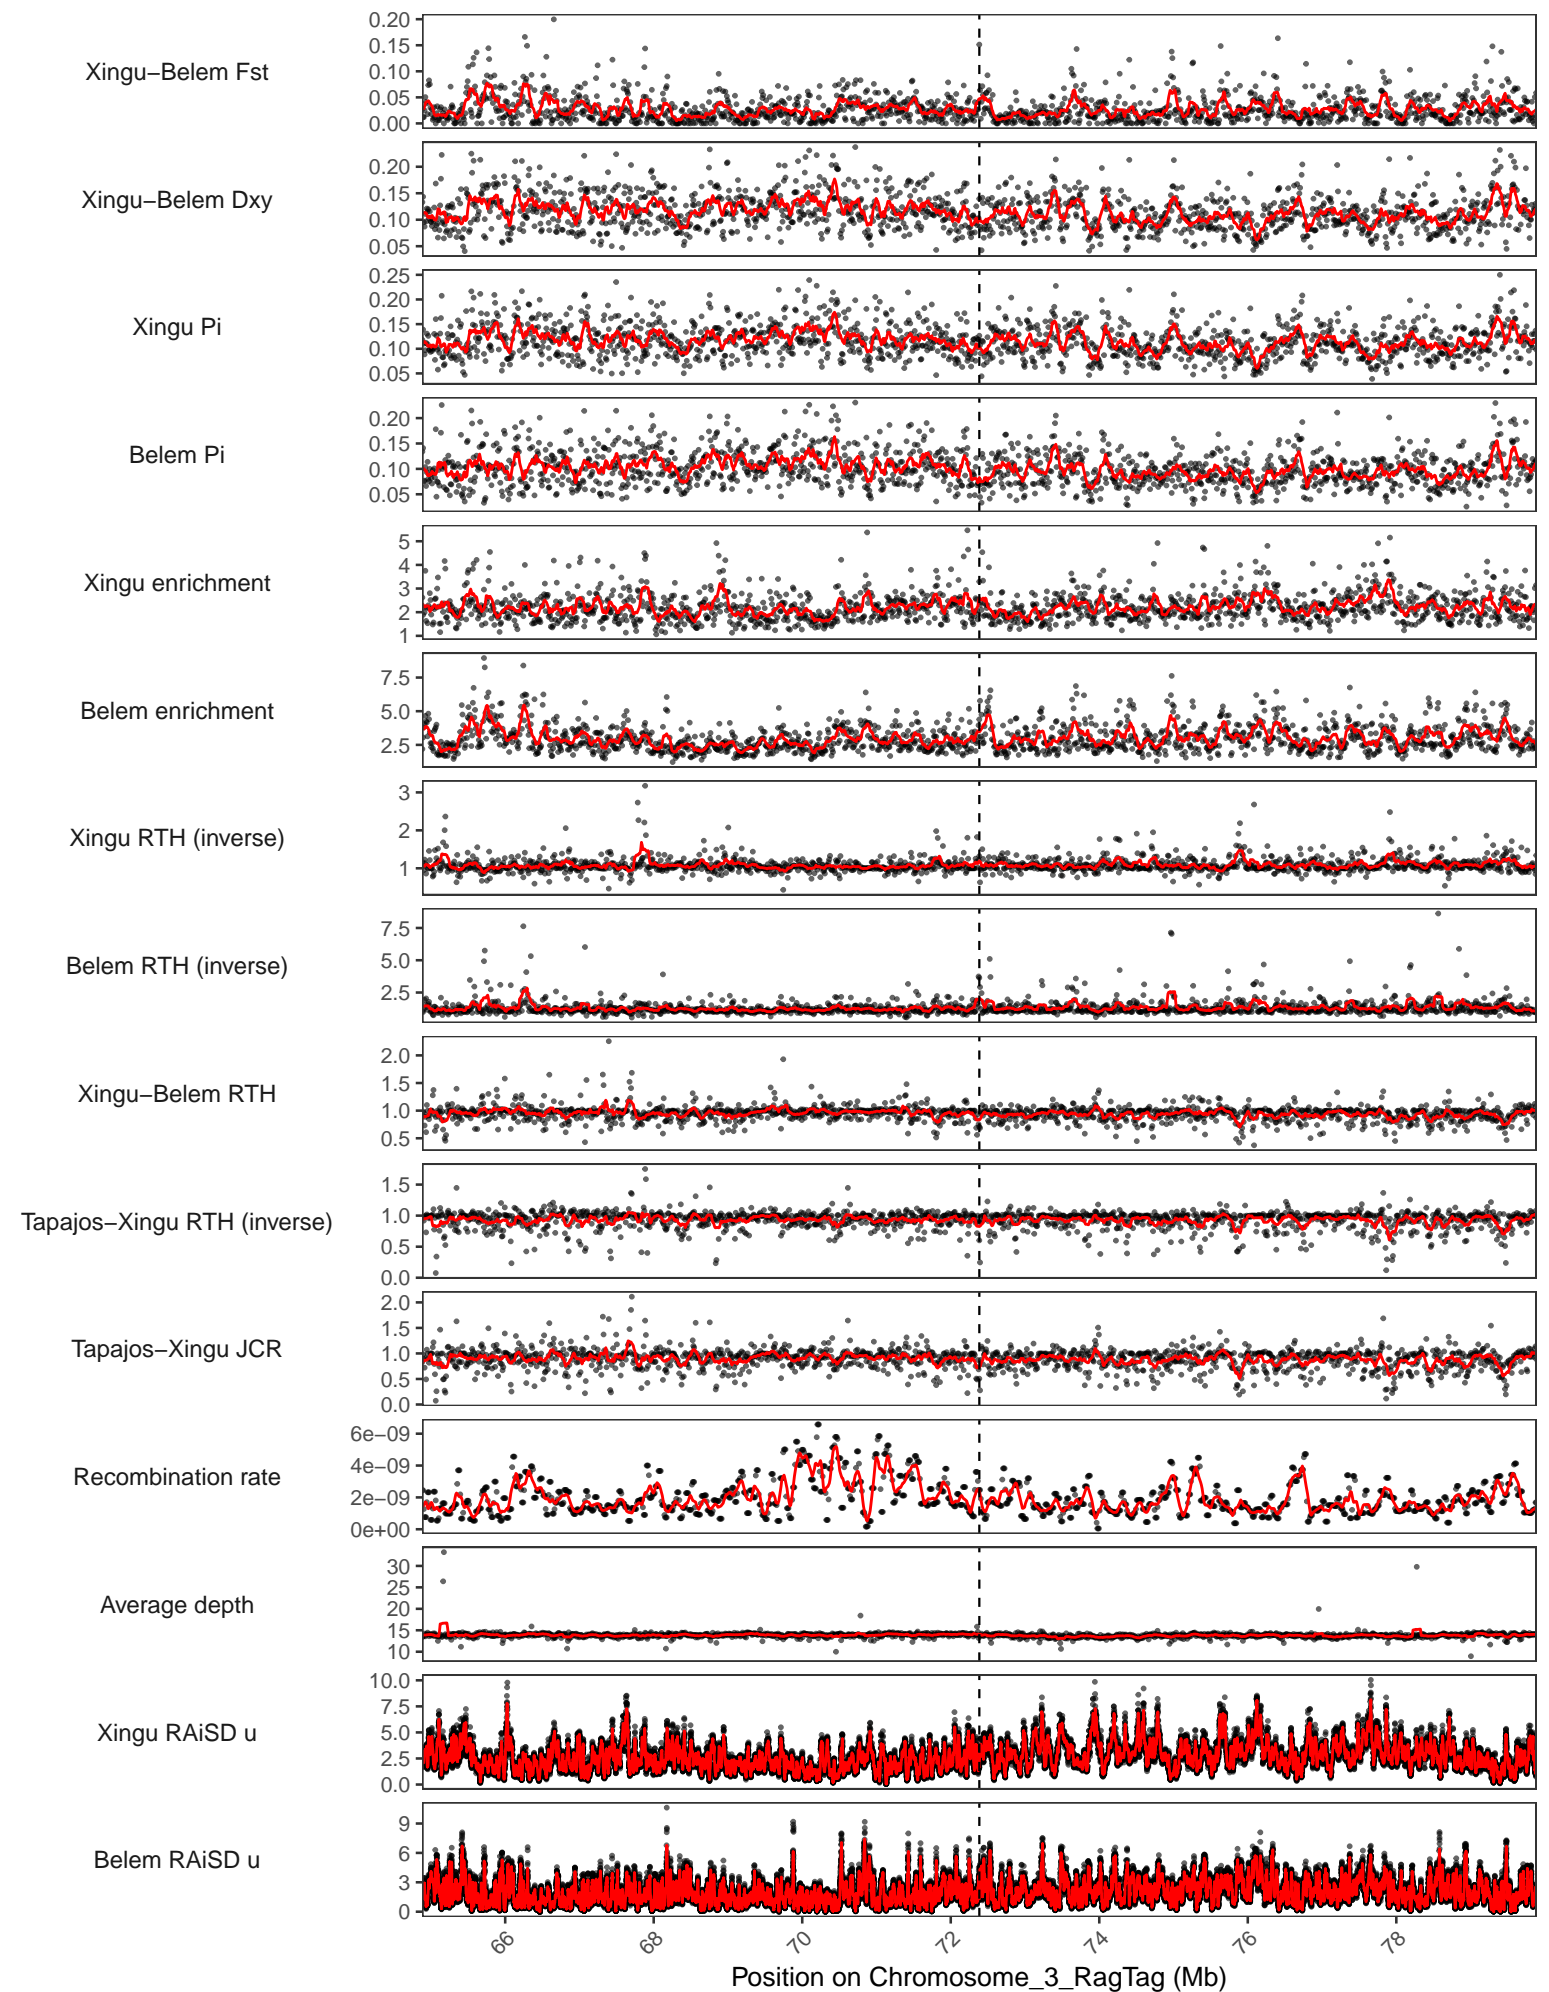 Xingu−Belem Fst
0.20
0.15
0.10
0.05
0.00
Xingu−Belem Dxy
0.20
0.15
0.10
0.05
Xingu Pi
0.25
0.20
0.15
0.10
0.05
Belem Pi
0.20
0.15
0.10
0.05
Xingu enrichment
5
4
3
2
1
Belem enrichment
7.5
5.0
2.5
Xingu RTH (inverse)
3
2
1
Belem RTH (inverse)
7.5
5.0
2.5
Xingu−Belem RTH
2.0
1.5
1.0
0.5
Tapajos−Xingu RTH (inverse)
1.5
1.0
0.5
0.0
Tapajos−Xingu JCR
2.0
1.5
1.0
0.5
0.0
Recombination rate
6e−09
4e−09
2e−09
0e+00
Average depth
30
25
20
15
10
Xingu RAiSD u
10.0
7.5
5.0
2.5
0.0
Belem RAiSD u
9
6
3
0
66 68 70 72 74 76 78
Position on Chromosome_3_RagTag (Mb)